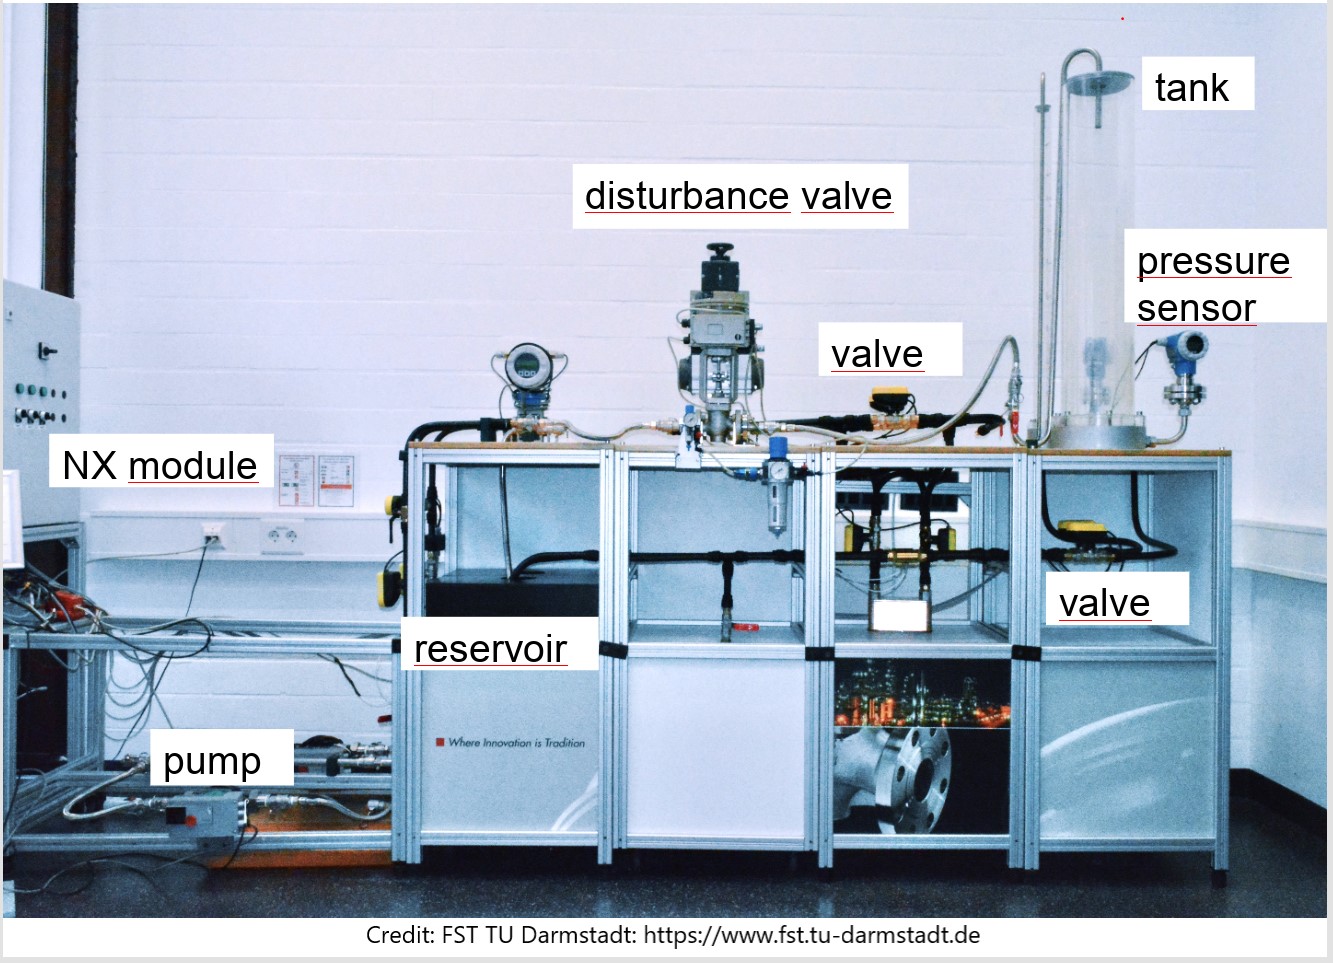 tank
disturbance valve
pressure
sensor
valve
NX module
valve
reservoir
Where Innovation is Tradition
pump
Credit: FST TU Darmstadt: https://www.fst.tu-darmstadt.de